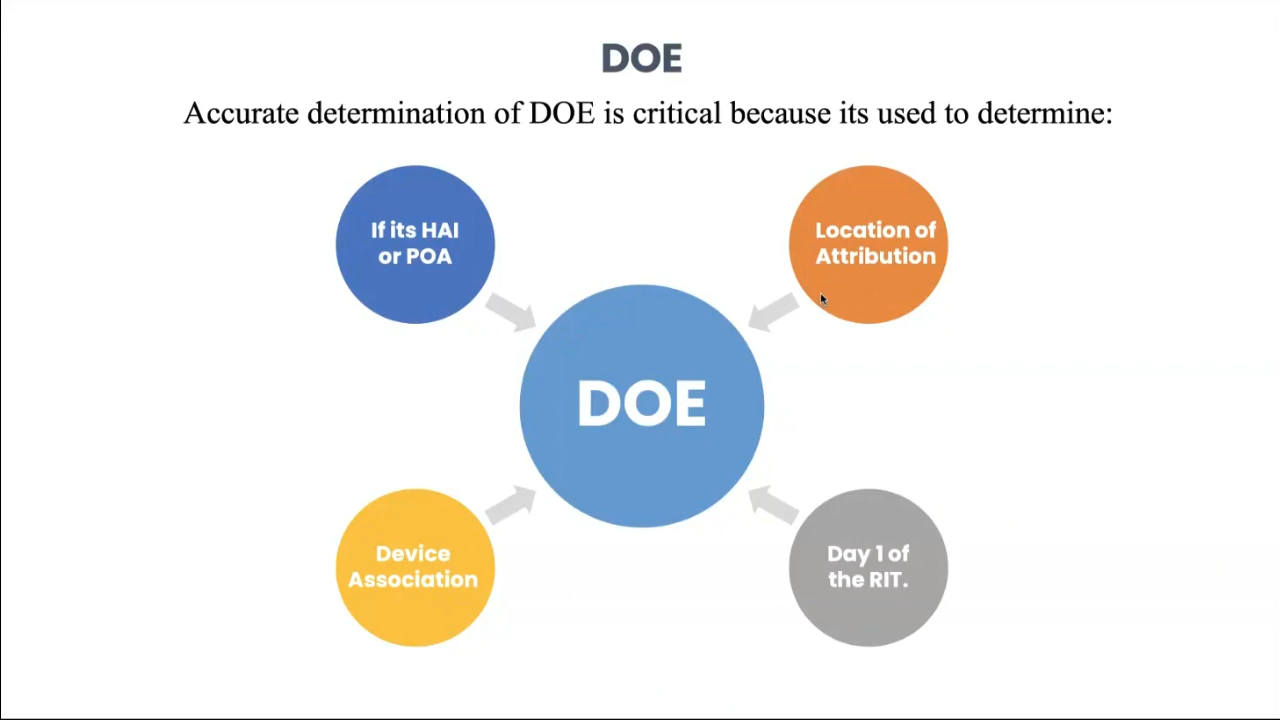 DOE
Accurate determination of DOE is critical because its used to determine:
If its HAI
or POA
Location of
Attribution
DOE
Device
Association
Day 1 of
the RIT.